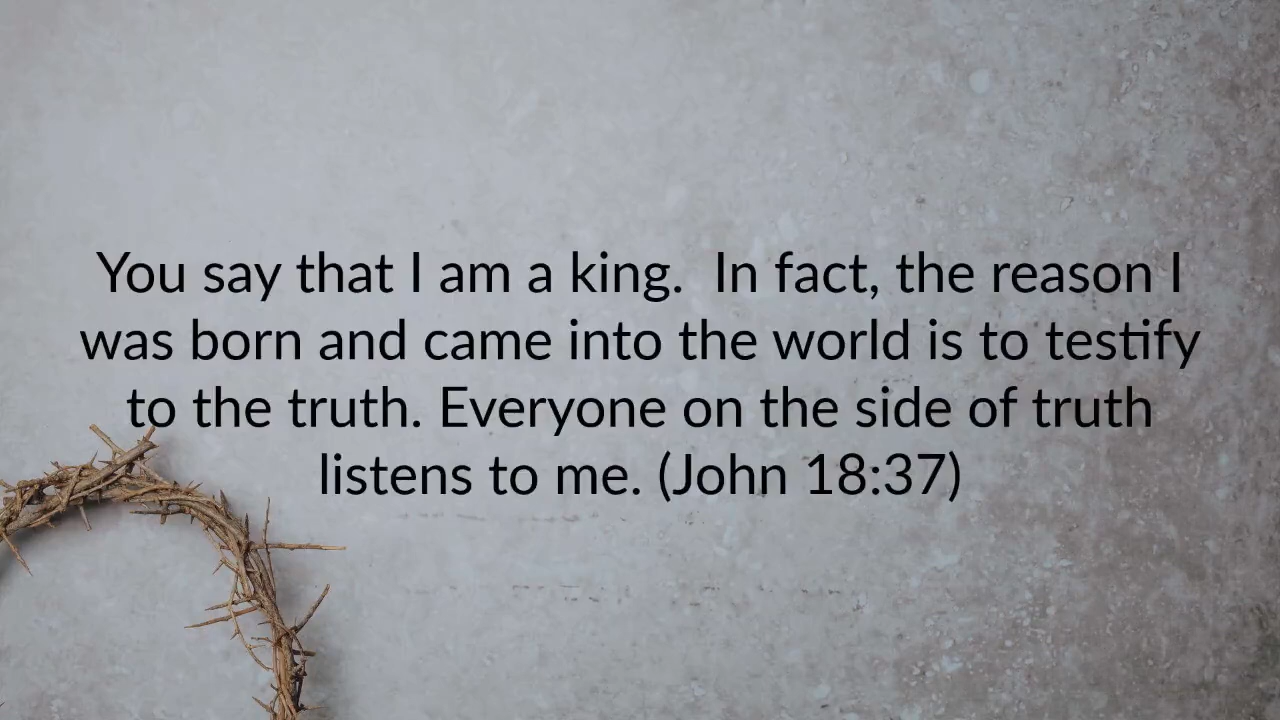 You say that I am a king.  In fact, the reason I
was born and came into the world is to testify
to the truth. Everyone on the side of truth
listens to me. (John 18:37)